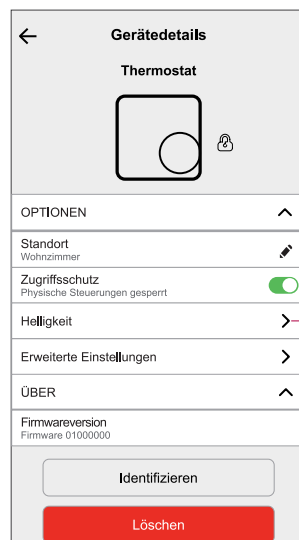 Gerätedetails
Thermostat
OPTIONEN
Standort
Wohnzimmer
Zugriffsschutz
Physische Steuerungen gesperrt
Helligkeit
Erweiterte Einstellungen
ÜBER
Firmwareversion
Firmware 01000000
Identifizieren
Löschen